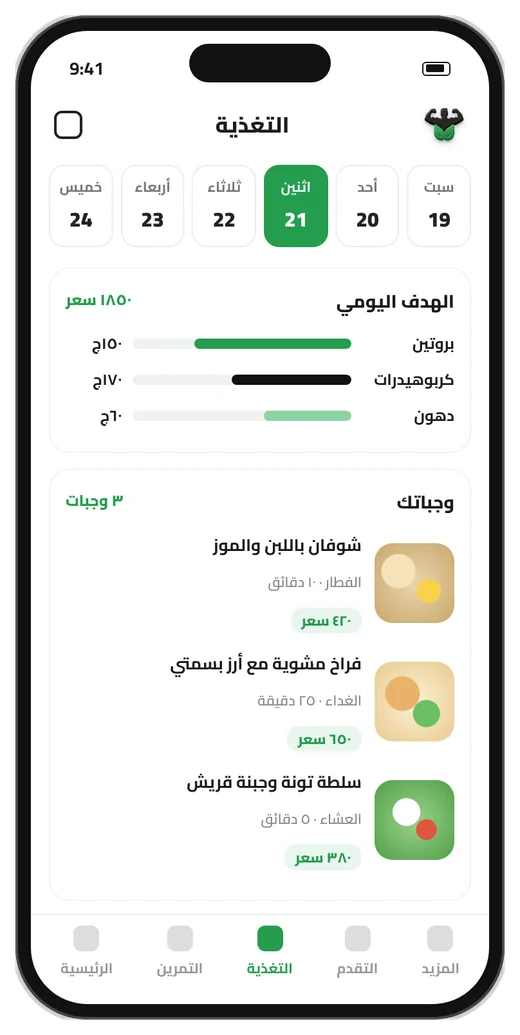 9:41
التغذية
سبت أحد اثنين ثلاثاء أربعاء خميس
19 20 21 22 23 24
الهدف اليومي ١٨٥٠ سعر
بروتين ١٥٠ج
كربوهيدرات ١٧٠ج
دهون ٦٠ج
وجباتك ٣ وجبات
شوفان باللبن والموز
الفطار · ١٠ دقائق
٤٢٠ سعر
فراخ مشوية مع أرز بسمتي
الغداء · ٢٥ دقيقة
٦٥٠ سعر
سلطة تونة وجبنة قريش
العشاء · ٥ دقائق
٣٨٠ سعر
المزيد التقدم التغذية التمرين الرئيسية